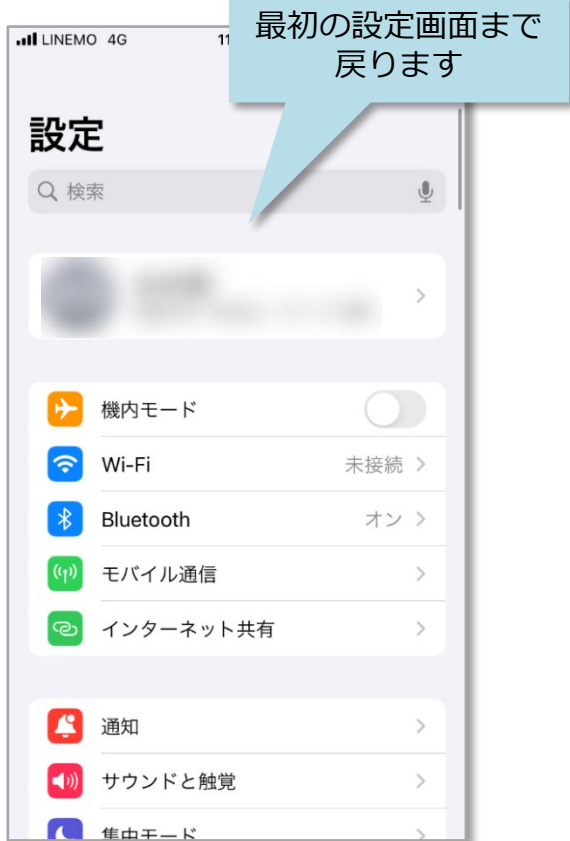 最初の設定画面まで
戻ります
LINEMO 4G 11
設定
検索
機内モード
Wi-Fi 未接続
Bluetooth オン
モバイル通信
インターネット共有
通知
サウンドと触覚
集中モード